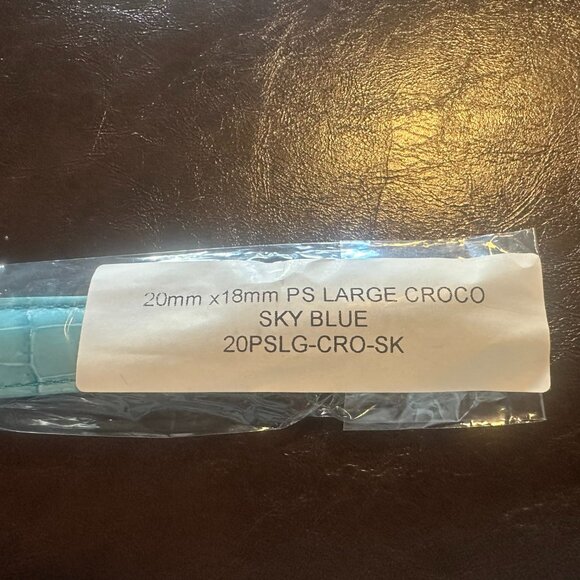 20mm x18mm PS LARGE CROCO
SKY BLUE
20PSLG-CRO-SK